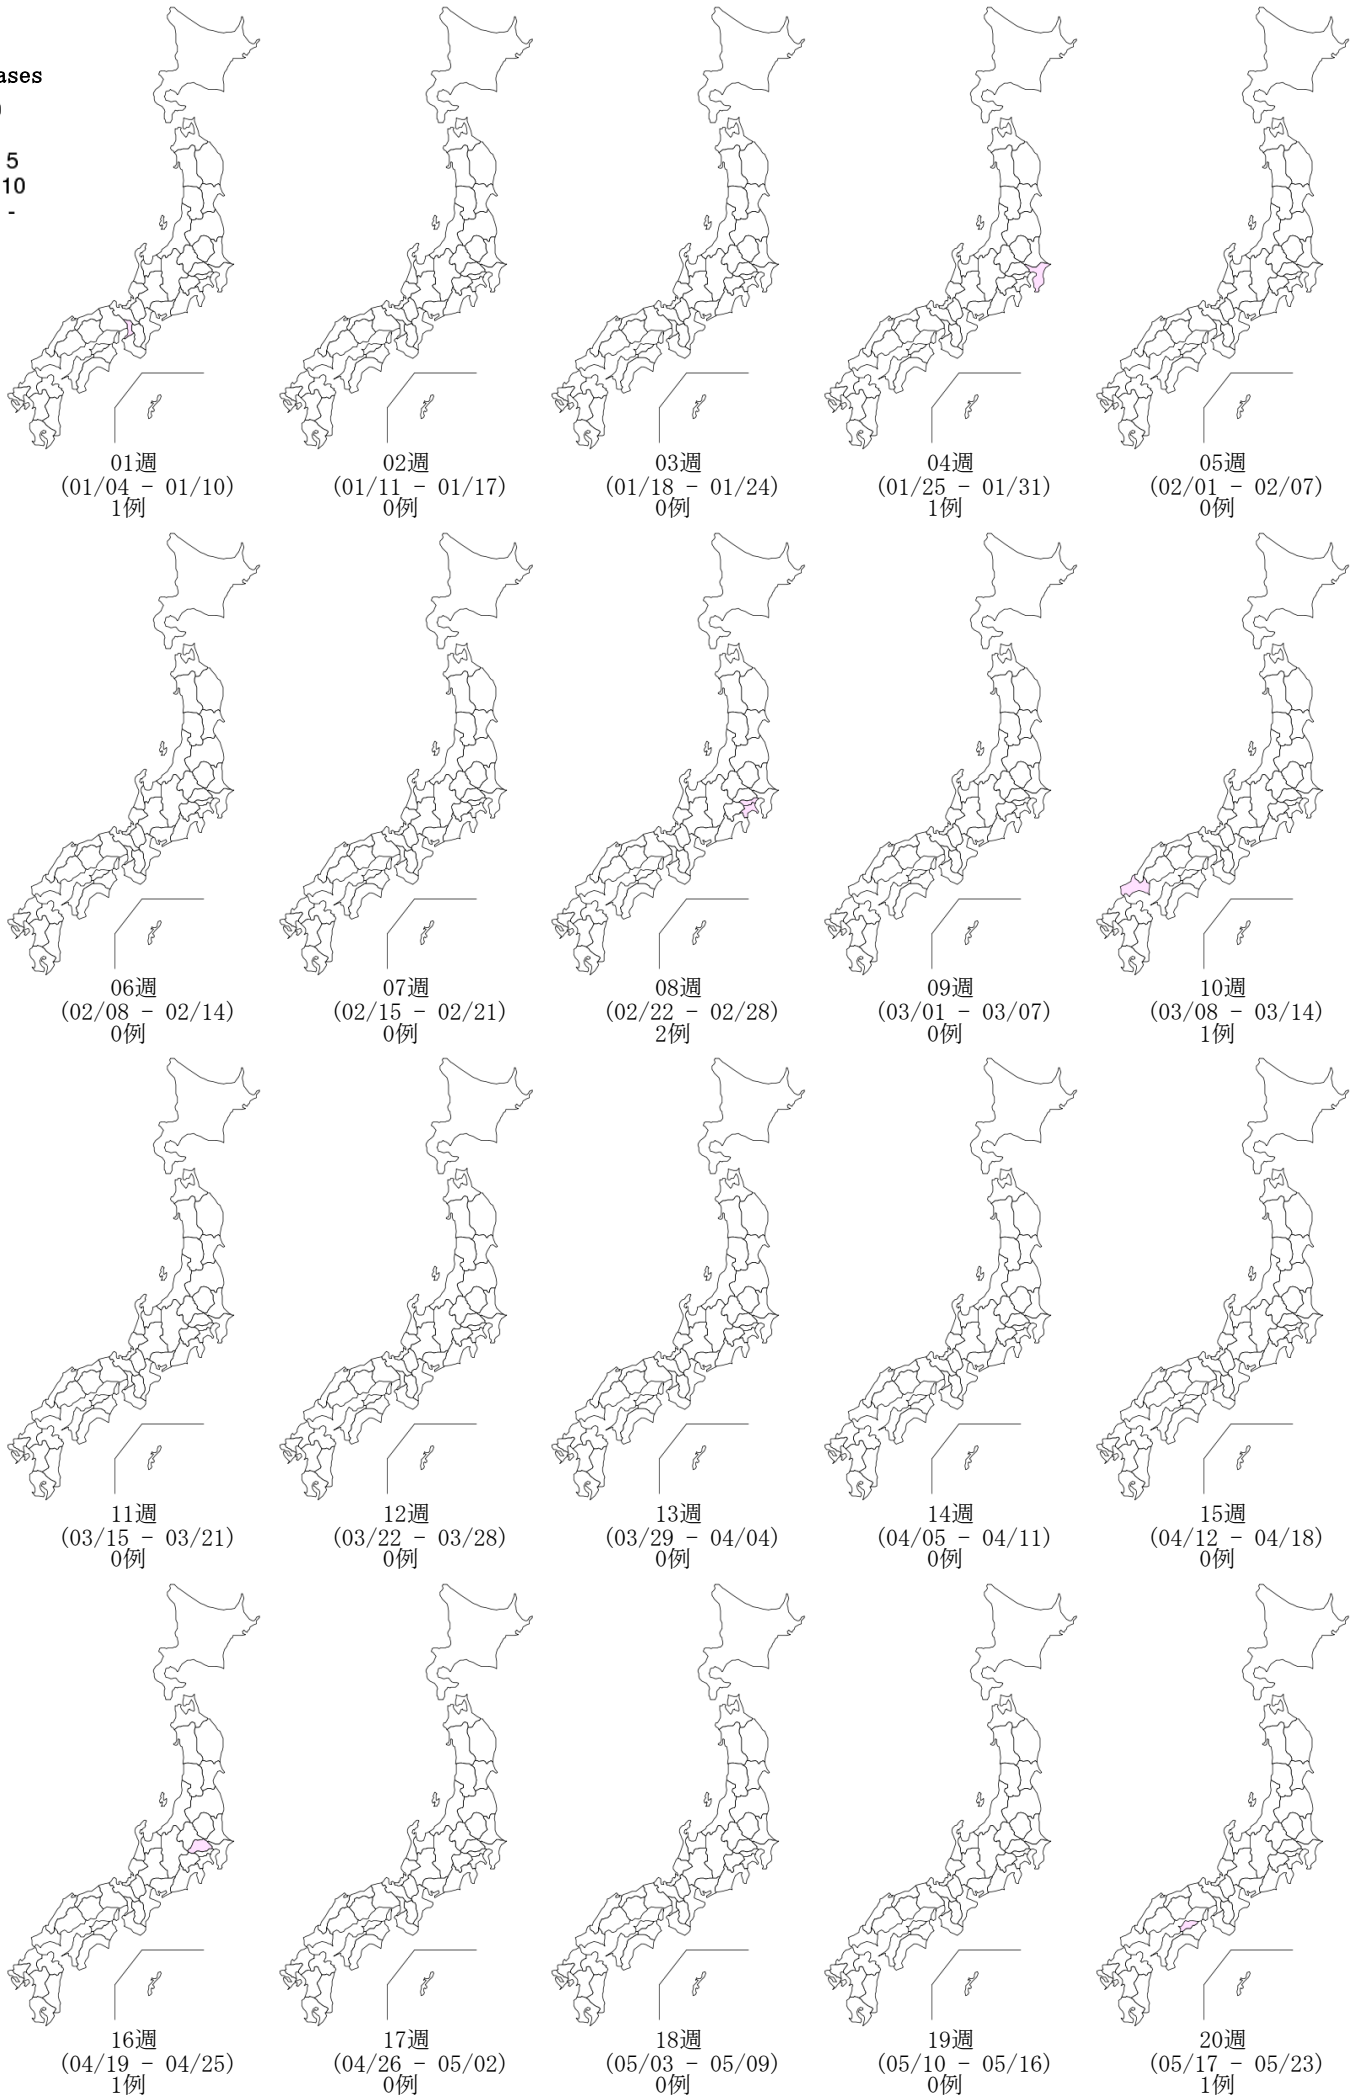 ases
5
10
-
01週
(01/04 - 01/10)
1例
02週
(01/11 - 01/17)
0例
03週
(01/18 - 01/24)
0例
04週
(01/25 - 01/31)
1例
05週
(02/01 - 02/07)
0例
06週
(02/08 - 02/14)
0例
07週
(02/15 - 02/21)
0例
08週
(02/22 - 02/28)
2例
09週
(03/01 - 03/07)
0例
10週
(03/08 - 03/14)
1例
11週
(03/15 - 03/21)
0例
12週
(03/22 - 03/28)
0例
13週
(03/29 - 04/04)
0例
14週
(04/05 - 04/11)
0例
15週
(04/12 - 04/18)
0例
16週
(04/19 - 04/25)
1例
17週
(04/26 - 05/02)
0例
18週
(05/03 - 05/09)
0例
19週
(05/10 - 05/16)
0例
20週
(05/17 - 05/23)
1例